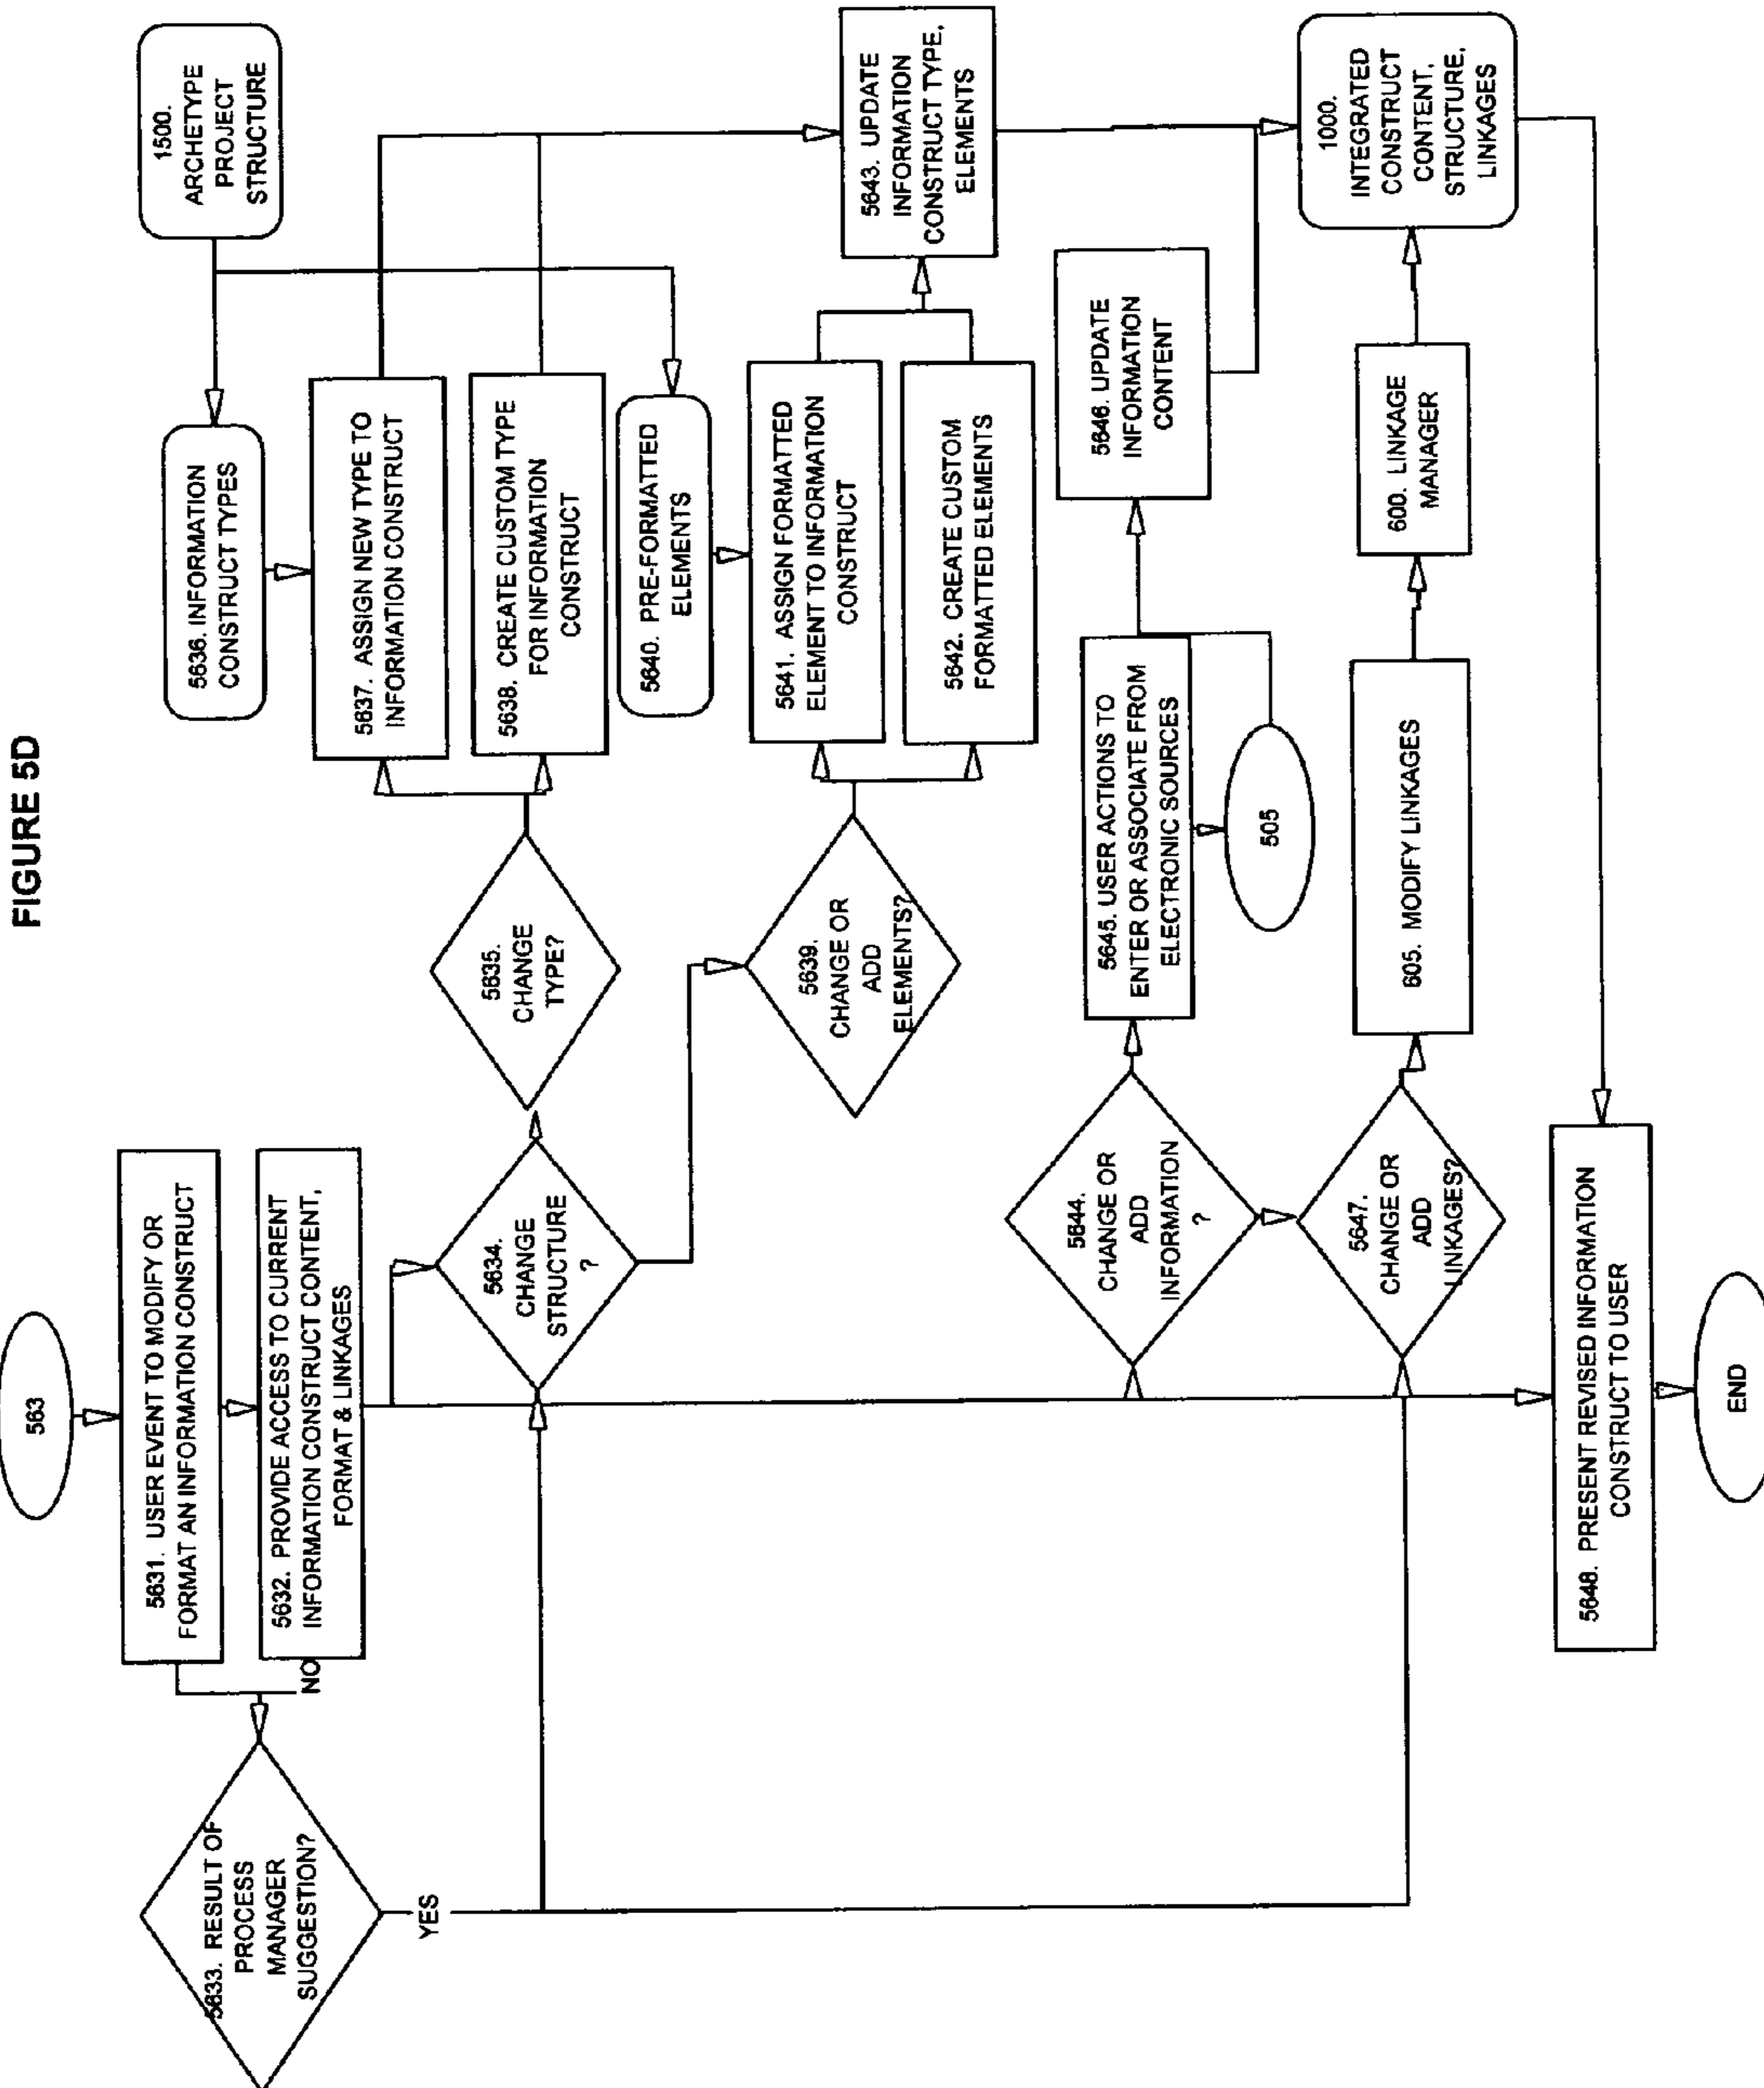 FIGURE 5D
563
5631. USER EVENT TO MODIFY OR
FORMAT AN INFORMATION CONSTRUCT
5632. PROVIDE ACCESS TO CURRENT
INFORMATION CONSTRUCT CONTENT,
FORMAT & LINKAGES
NO
5633. RESULT OF
PROCESS
MANAGER
SUGGESTION?
YES
5634.
CHANGE
STRUCTURE
?
5635.
CHANGE
TYPE?
1500.
ARCHETYPE
PROJECT
STRUCTURE
5636. INFORMATION
CONSTRUCT TYPES
5637. ASSIGN NEW TYPE TO
INFORMATION CONSTRUCT
5638. CREATE CUSTOM TYPE
FOR INFORMATION
CONSTRUCT
5639.
CHANGE OR
ADD
ELEMENTS?
5640. PRE-FORMATTED
ELEMENTS
5641. ASSIGN FORMATTED
ELEMENT TO INFORMATION
CONSTRUCT
5642. CREATE CUSTOM
FORMATTED ELEMENTS
5643. UPDATE
INFORMATION
CONSTRUCT TYPE,
ELEMENTS
5644.
CHANGE OR
ADD
INFORMATION
?
5645. USER ACTIONS TO
ENTER OR ASSOCIATE FROM
ELECTRONIC SOURCES
505
5646. UPDATE
INFORMATION
CONTENT
5647.
CHANGE OR
ADD
LINKAGES?
605. MODIFY LINKAGES
600. LINKAGE
MANAGER
1000.
INTEGRATED
CONSTRUCT
CONTENT,
STRUCTURE,
LINKAGES
5648. PRESENT REVISED INFORMATION
CONSTRUCT TO USER
END